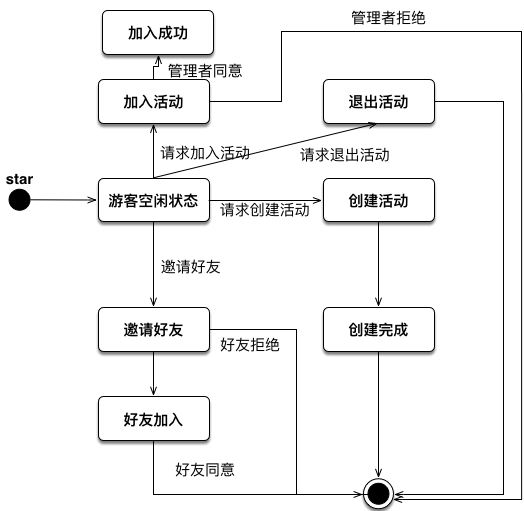 管理者拒绝
加入成功
管理者同意
加入活动
退出活动
请求加入活动
请求退出活动
star
游客空闲状态
请求创建活动
创建活动
邀请好友
邀请好友
好友拒绝
创建完成
好友加入
好友同意